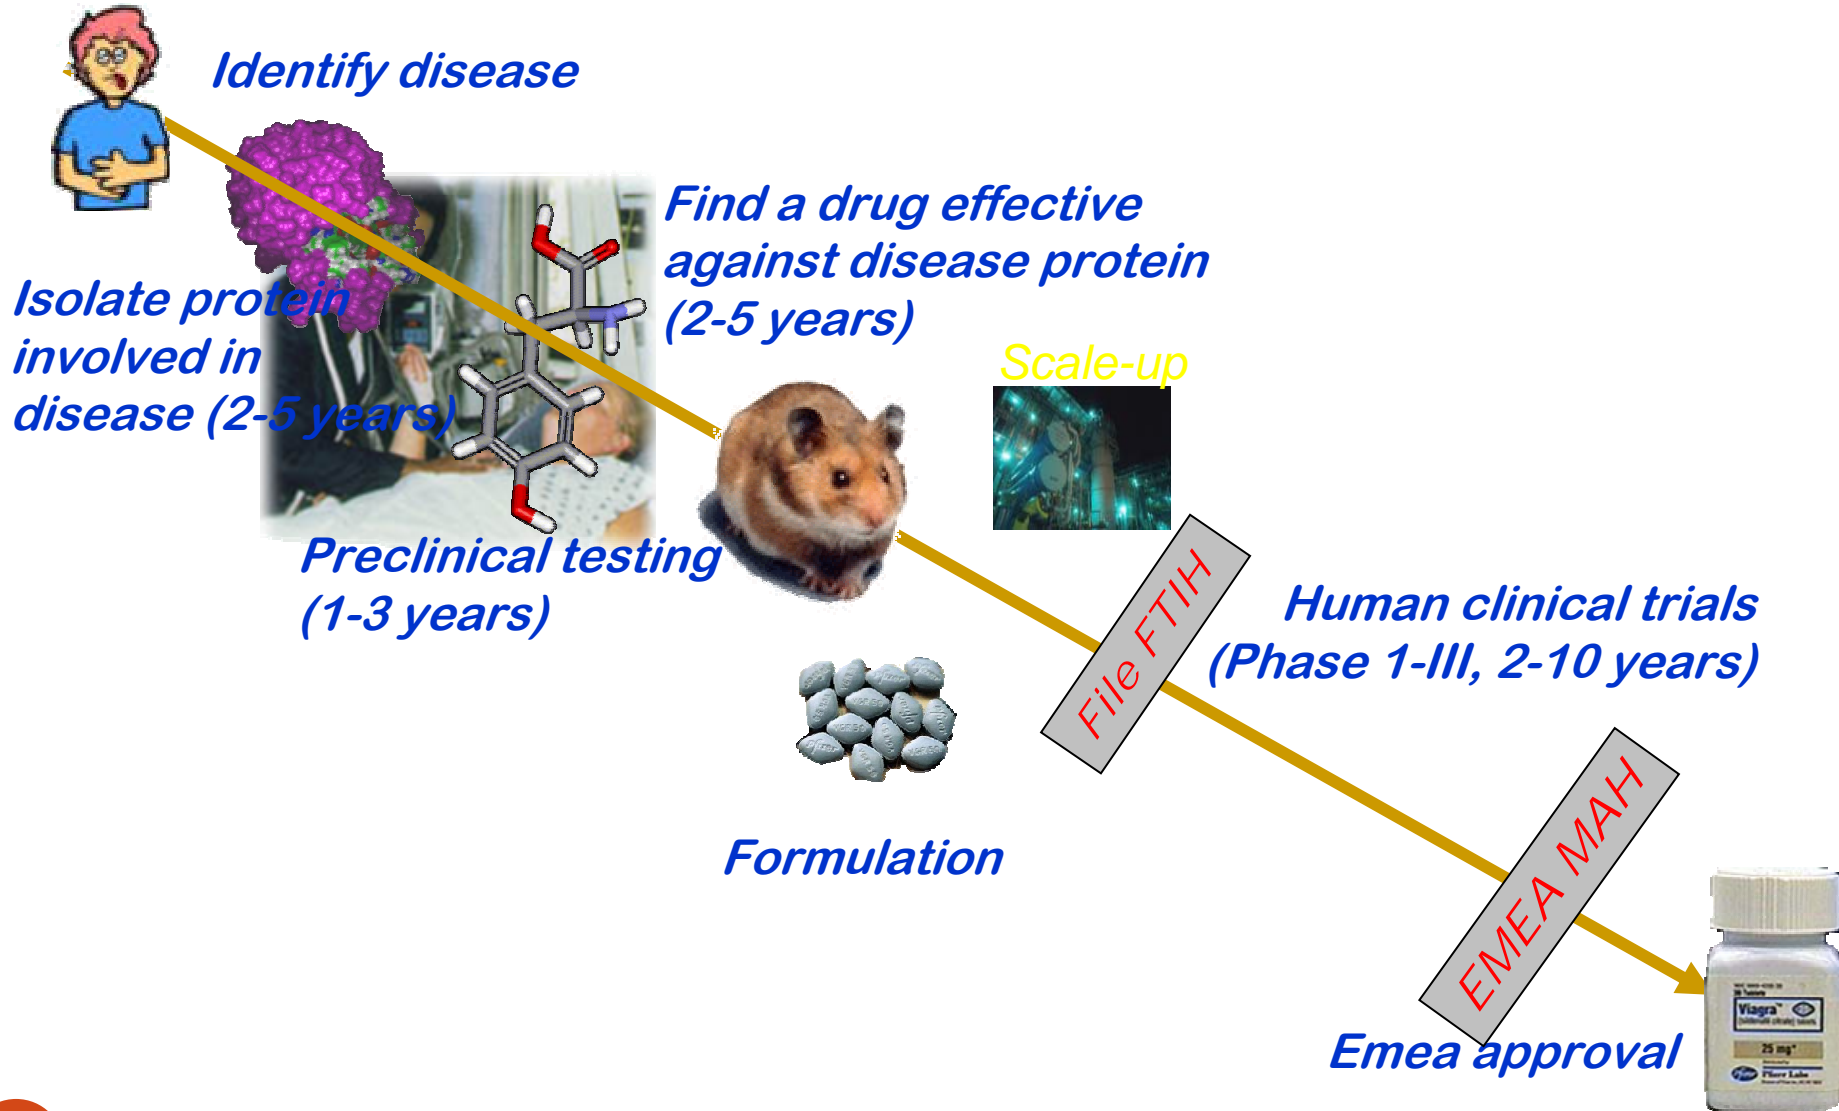 Identify disease
Find a drug effective
against disease protein
(2-5 years)
Isolate protein
involved in
disease (2-5 years)
Scale-up
Preclinical testing
(1-3 years)
File FTIH
Human clinical trials
(Phase 1-III, 2-10 years)
Formulation
EMEA MAH
Emea approval
Viagra
25 mg
Pfizer Labs